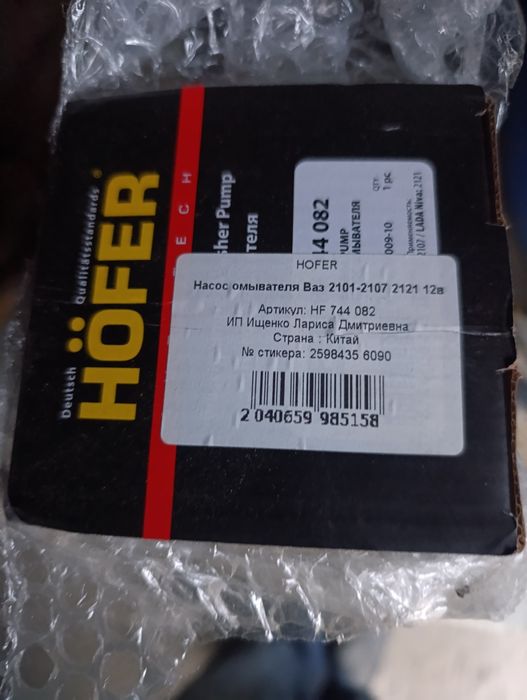 HOFER
Насос омывателя Ваз 2101-2107 2121 12в
Артикул: HF 744 082
ИП Ищенко Лариса Дмитриевна
Страна : Китай
№ стикера: 2598435 6090
2 040659 985158
Deutsch Qualitätsstandards
HÖFER
TECH
sher Pump
теля
44 082
PUMP
МЫВАТЕЛЯ
009-10
QTY:
1 pc
Применяемость:
2107 / LADA Niva: 2121